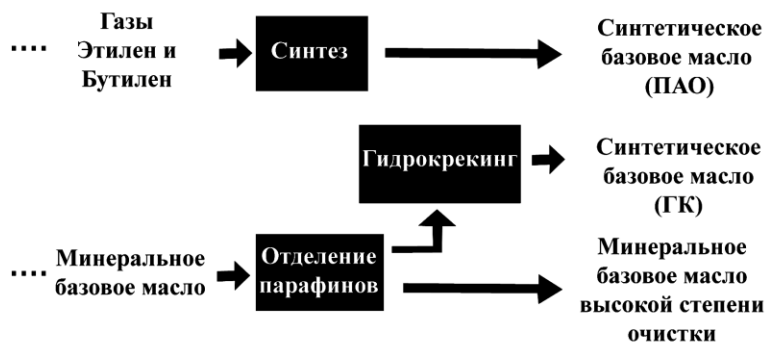 Газы
Этилен и
Бутилен
Синтез
Синтетическое
базовое масло
(ПАО)
Гидрокрекинг
Синтетическое
базовое масло
(ГК)
Минеральное
базовое масло
Отделение
парафинов
Минеральное
базовое масло
высокой степени
очистки